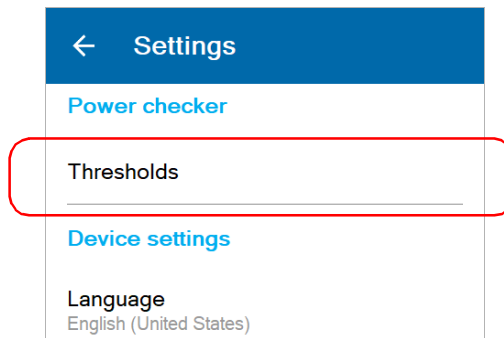 Settings
Power checker
Thresholds
Device settings
Language
English (United States)